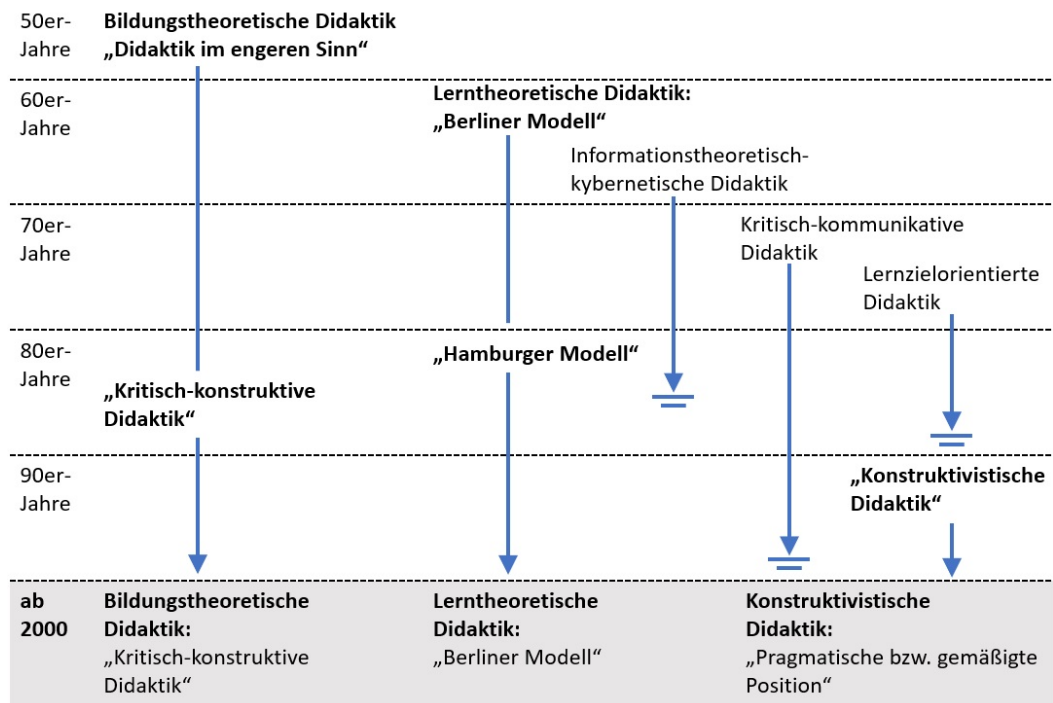 50er-
Jahre
Bildungstheoretische Didaktik
„Didaktik im engeren Sinn“
60er-
Jahre
Lerntheoretische Didaktik:
„Berliner Modell“
Informationstheoretisch-
kybernetische Didaktik
70er-
Jahre
Kritisch-kommunikative
Didaktik
Lernzielorientierte
Didaktik
80er-
Jahre
„Hamburger Modell“
„Kritisch-konstruktive
Didaktik“
90er-
Jahre
„Konstruktivistische
Didaktik“
ab
2000
Bildungstheoretische
Didaktik:
„Kritisch-konstruktive
Didaktik“
Lerntheoretische
Didaktik:
„Berliner Modell“
Konstruktivistische
Didaktik:
„Pragmatische bzw. gemäßigte
Position“